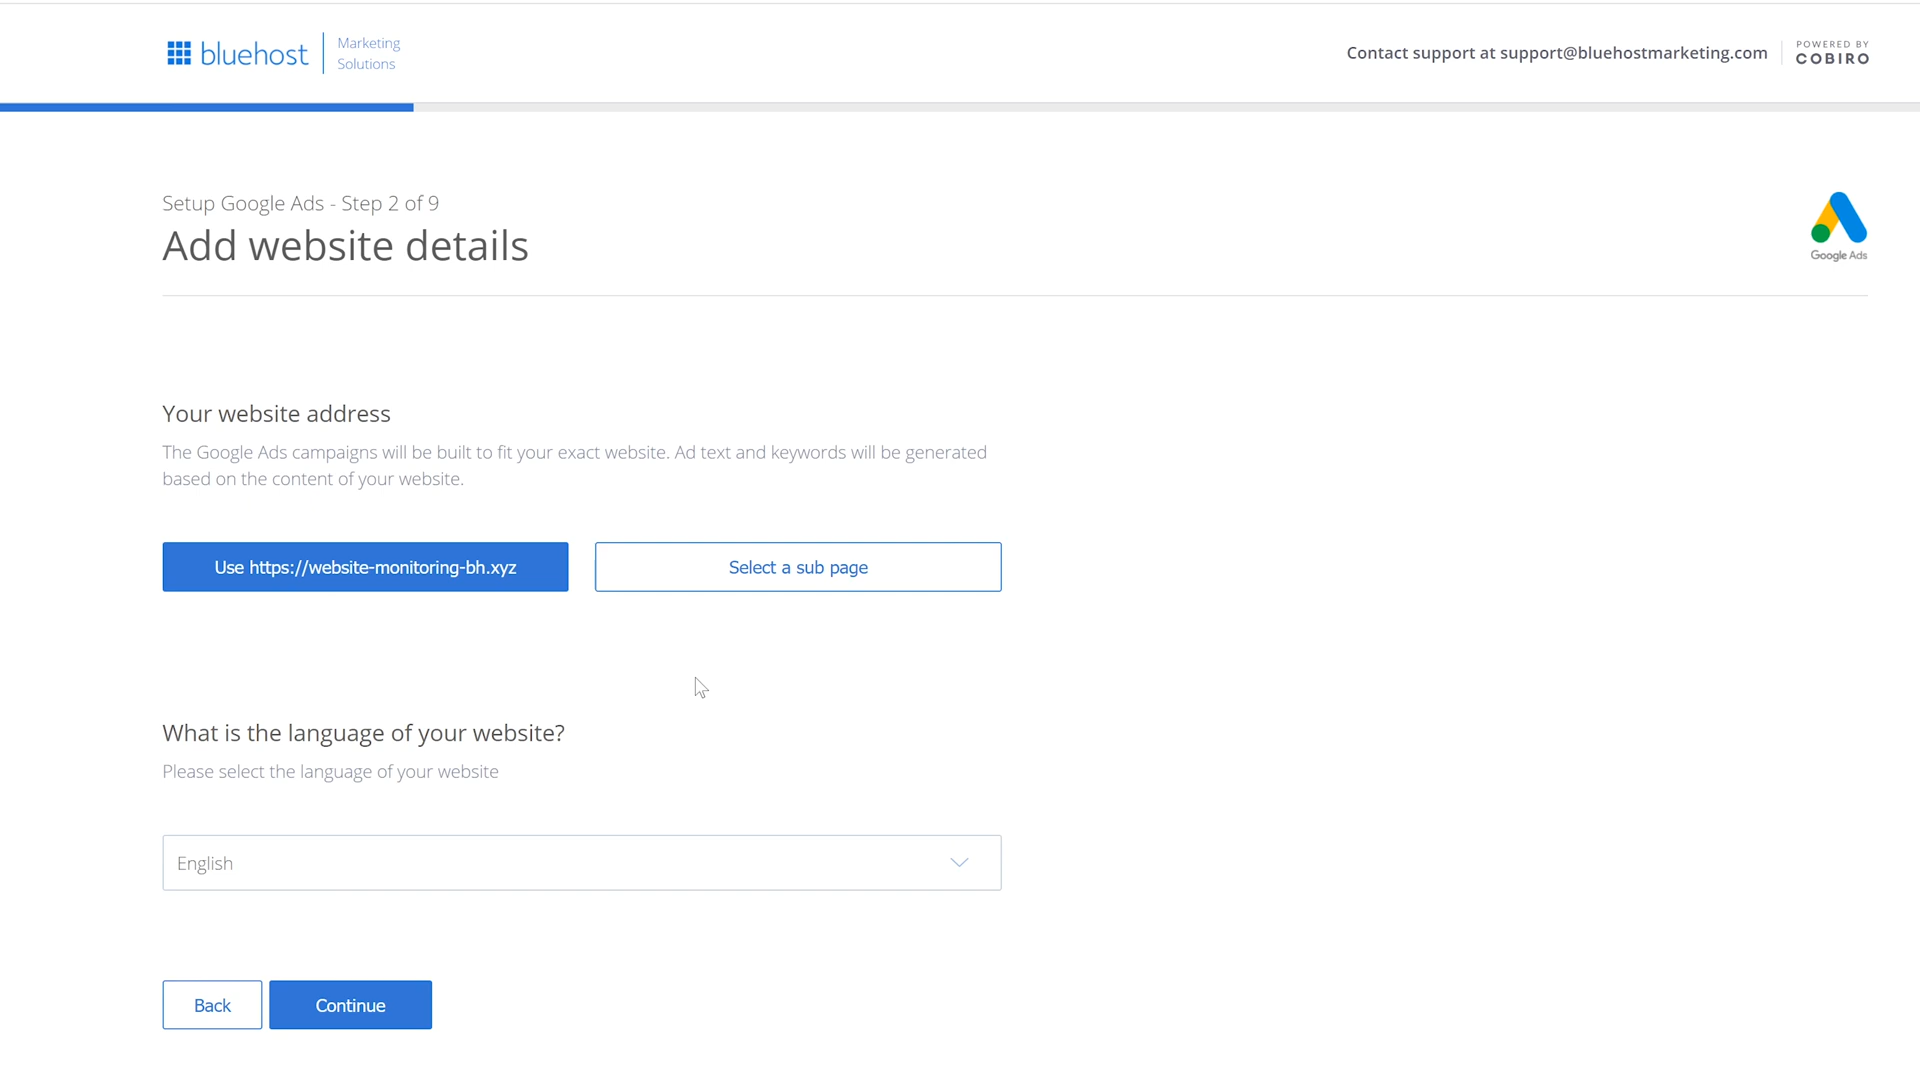 bluehost
Marketing
Solutions
Contact support at support@bluehostmarketing.com
POWERED BY
COBIRO
Setup Google Ads - Step 2 of 9
Add website details
Google Ads
Your website address
The Google Ads campaigns will be built to fit your exact website. Ad text and keywords will be generated
based on the content of your website.
Use https://website-monitoring-bh.xyz
Select a sub page
What is the language of your website?
Please select the language of your website
English
Back
Continue